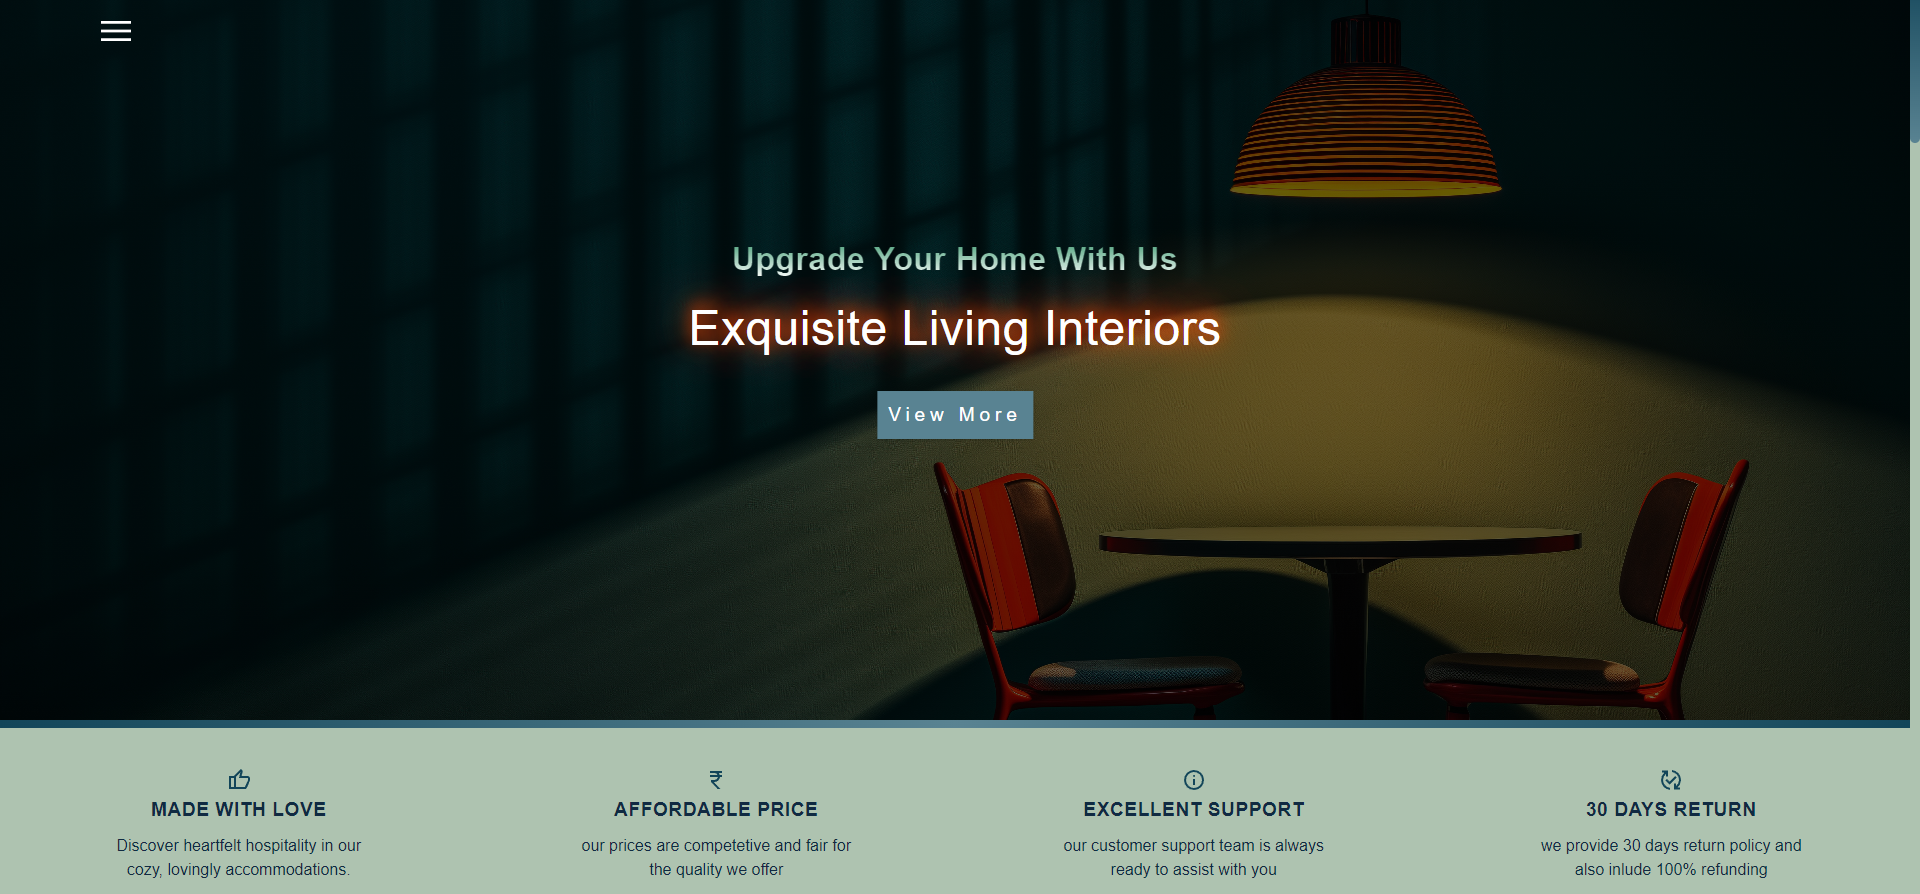 Upgrade Your Home With Us
Exquisite Living Interiors
View More
MADE WITH LOVE
Discover heartfelt hospitality in our
cozy, lovingly accommodations.
AFFORDABLE PRICE
our prices are competetive and fair for
the quality we offer
EXCELLENT SUPPORT
our customer support team is always
ready to assist with you
30 DAYS RETURN
we provide 30 days return policy and
also inlude 100% refunding